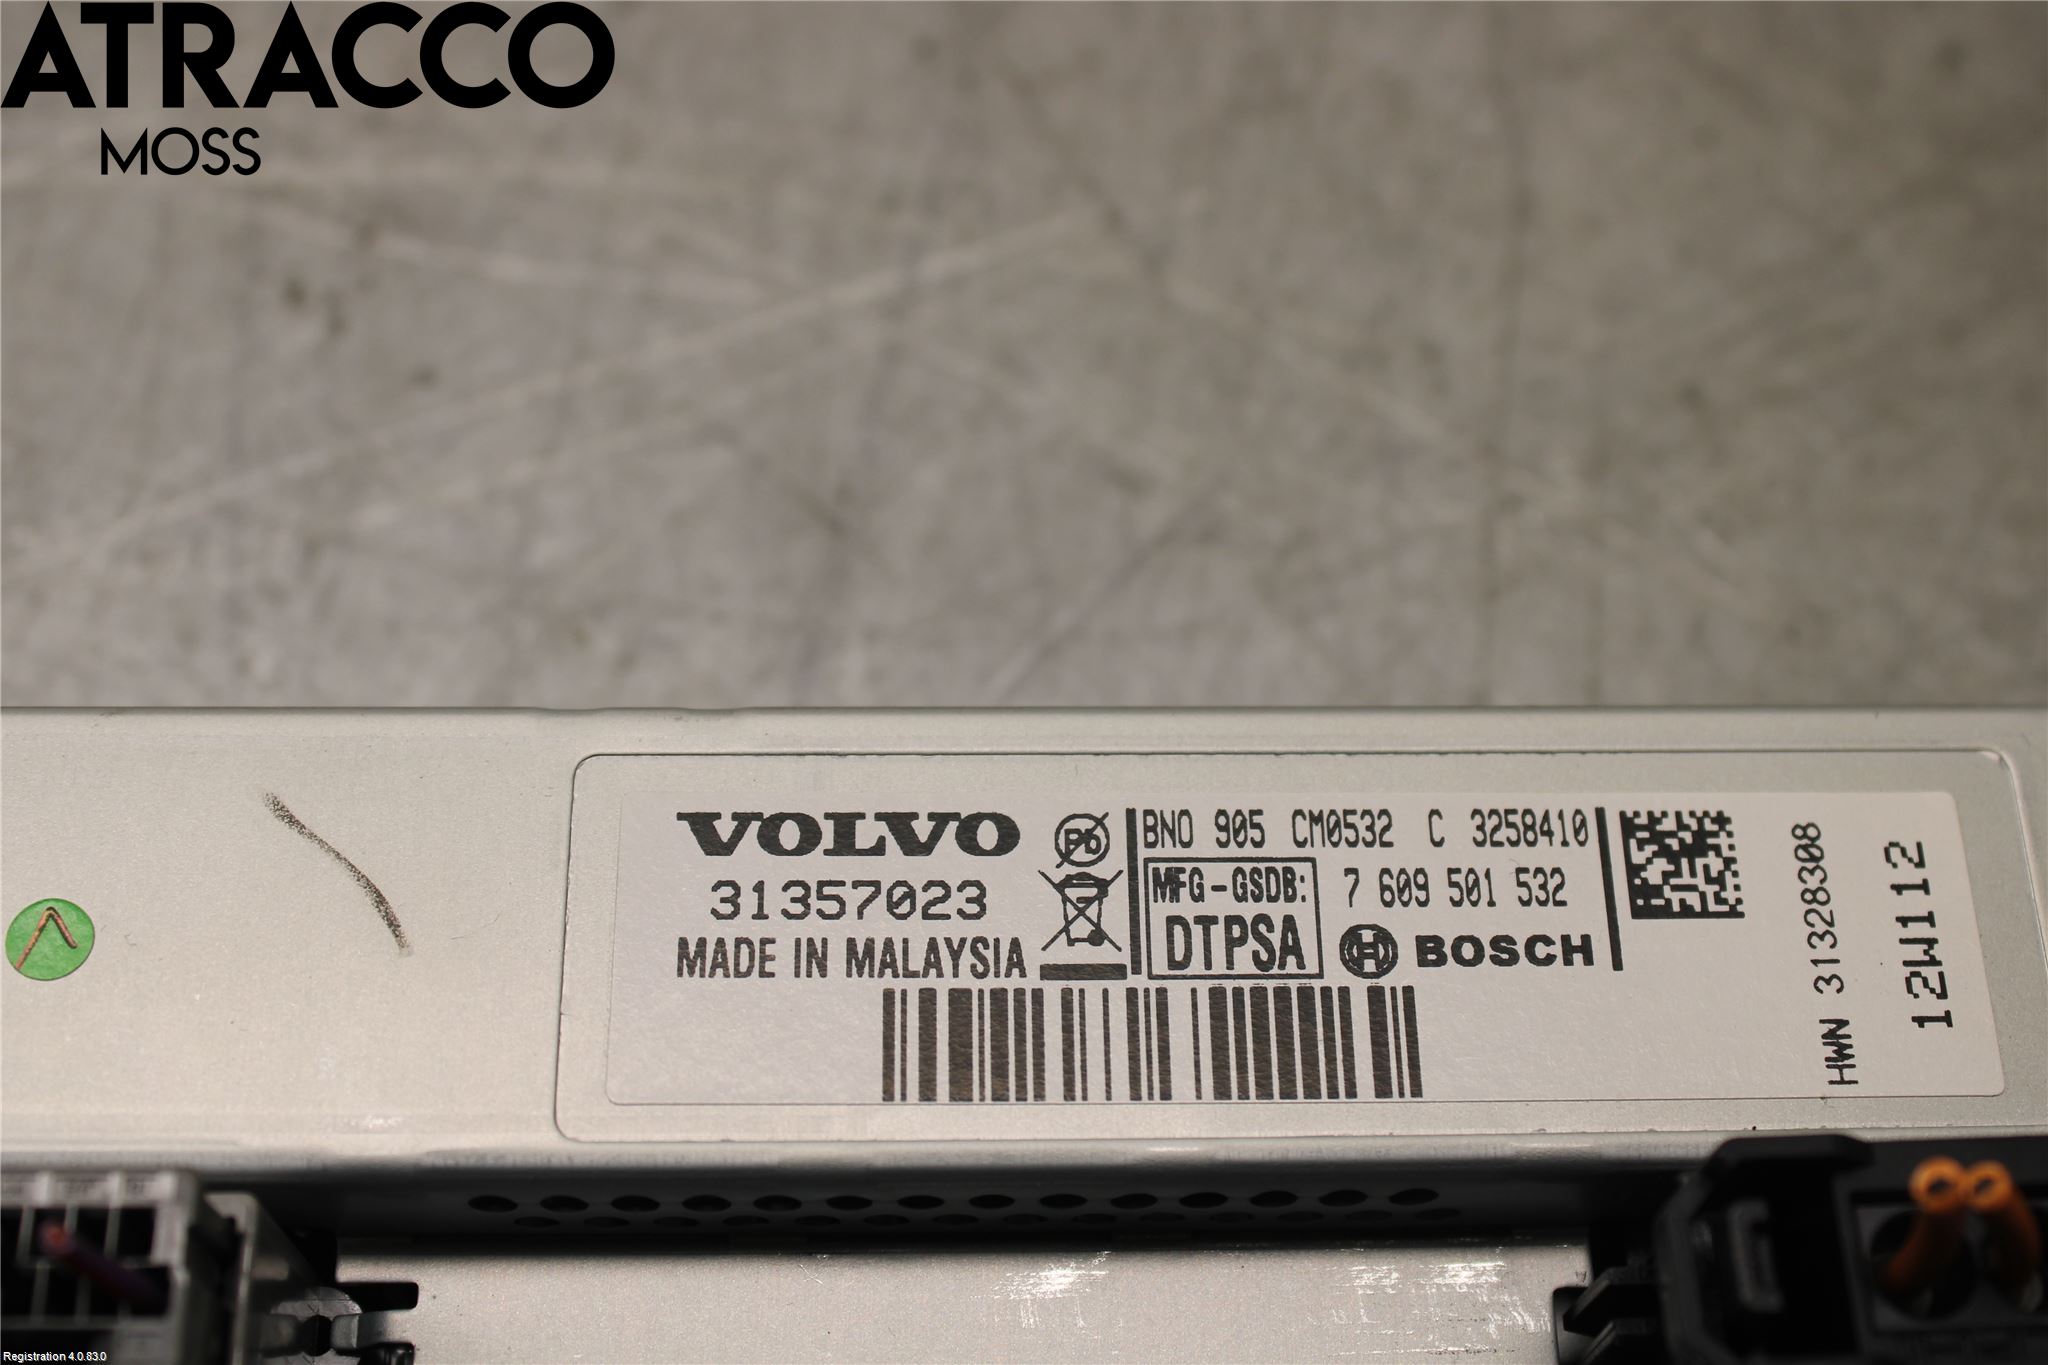 ATRACCO
MOSS
VOLVO
31357023
MADE IN MALAYSIA
Pb
BNO 905 CM0532 C 3258410
MFG-GSDB:
DTPSA
7 609 501 532
BOSCH
HWN 31328308
12W112
Registration 4.0.83.0